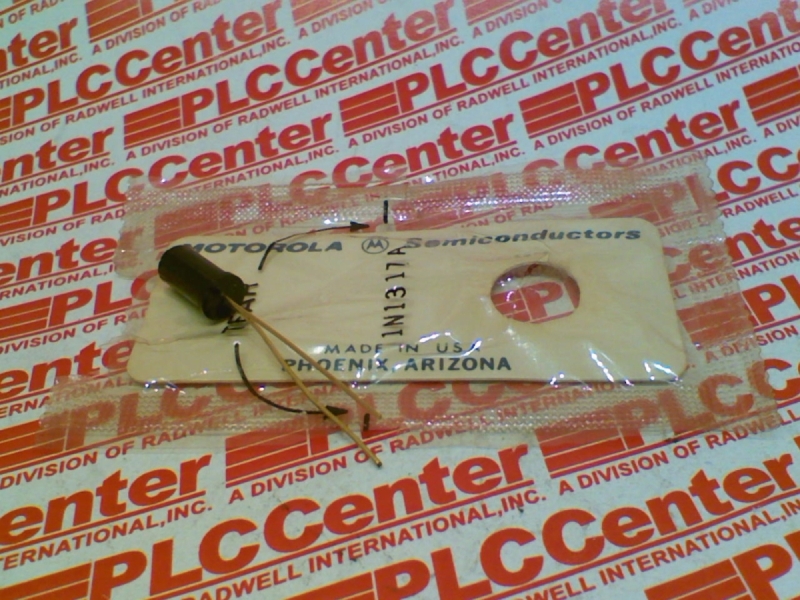 PLCCenter
A DIVISION OF RADWELL INTERNATIONAL, INC.
MOTOROLA M Semiconductors
1N1317A
MADE IN USA
PHOENIX, ARIZONA